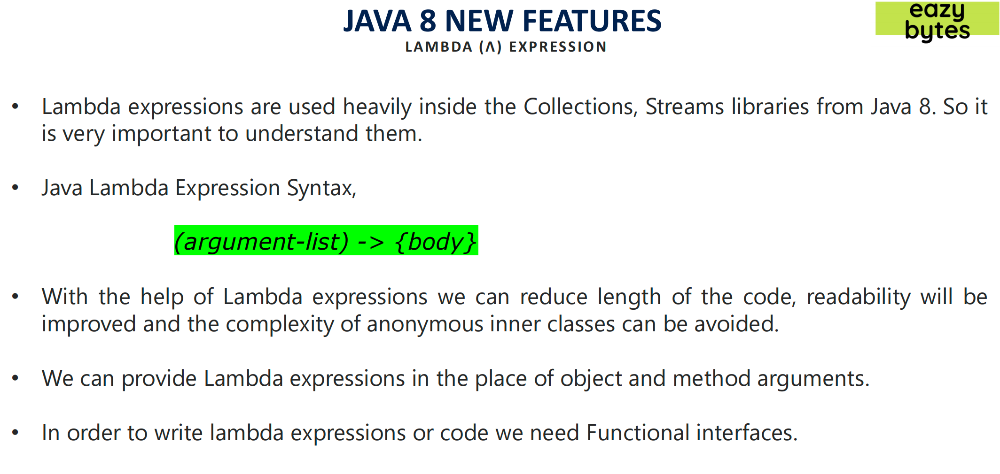 JAVA 8 NEW FEATURES
LAMBDA (Λ) EXPRESSION
eazy
bytes
• Lambda expressions are used heavily inside the Collections, Streams libraries from Java 8. So it
is very important to understand them.
• Java Lambda Expression Syntax,
(argument-list) -> {body}
• With the help of Lambda expressions we can reduce length of the code, readability will be
improved and the complexity of anonymous inner classes can be avoided.
• We can provide Lambda expressions in the place of object and method arguments.
• In order to write lambda expressions or code we need Functional interfaces.